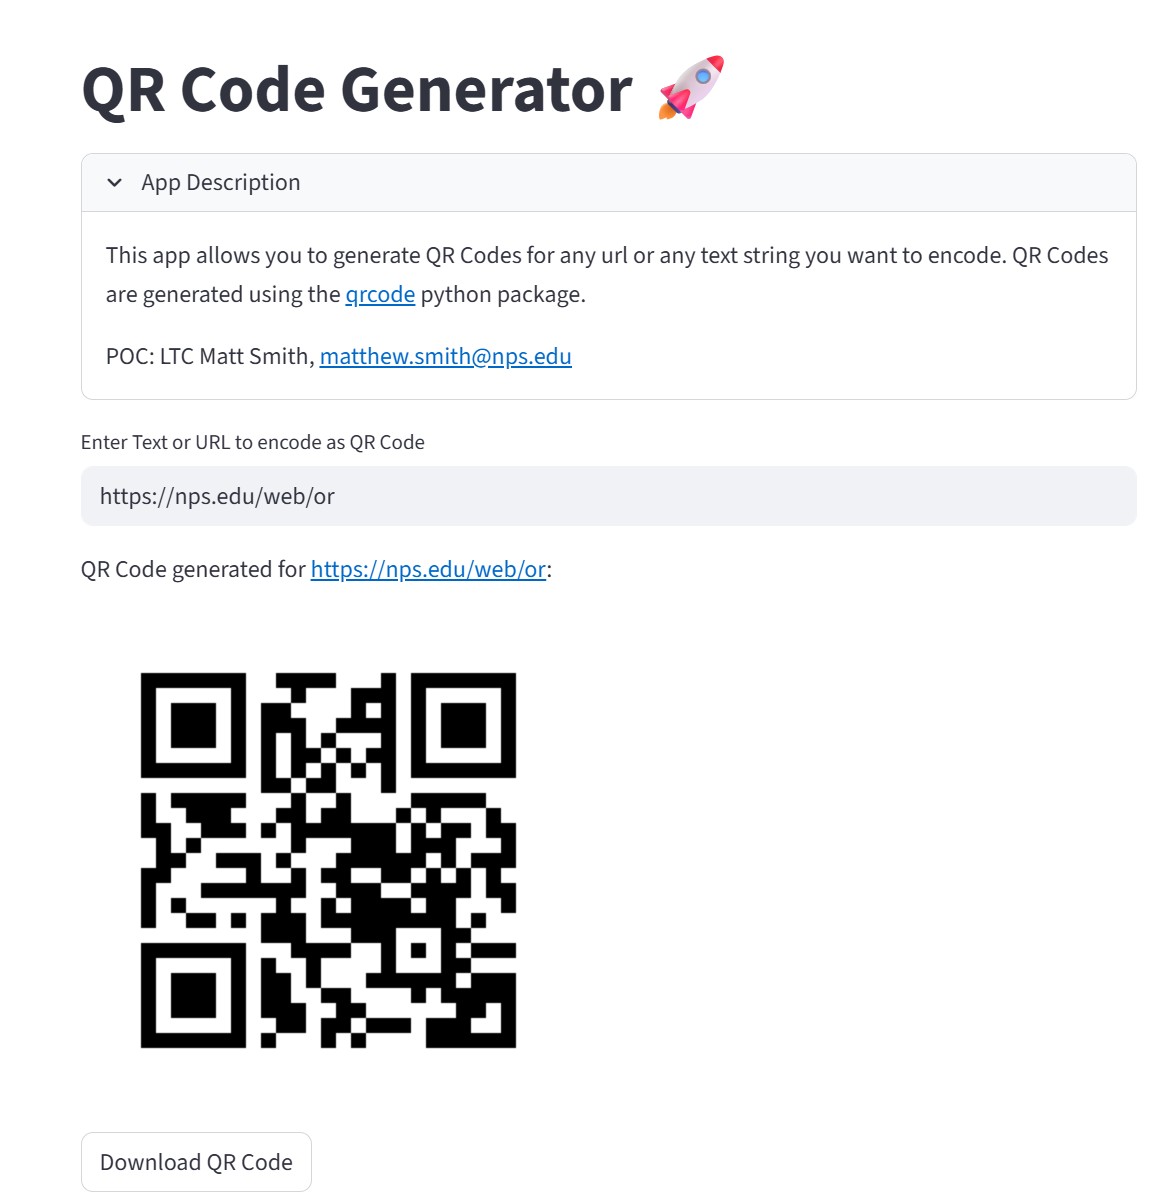 QR Code Generator 🚀
App Description
This app allows you to generate QR Codes for any url or any text string you want to encode. QR Codes
are generated using the qrcode python package.
POC: LTC Matt Smith, matthew.smith@nps.edu
Enter Text or URL to encode as QR Code
https://nps.edu/web/or
QR Code generated for https://nps.edu/web/or:
Download QR Code